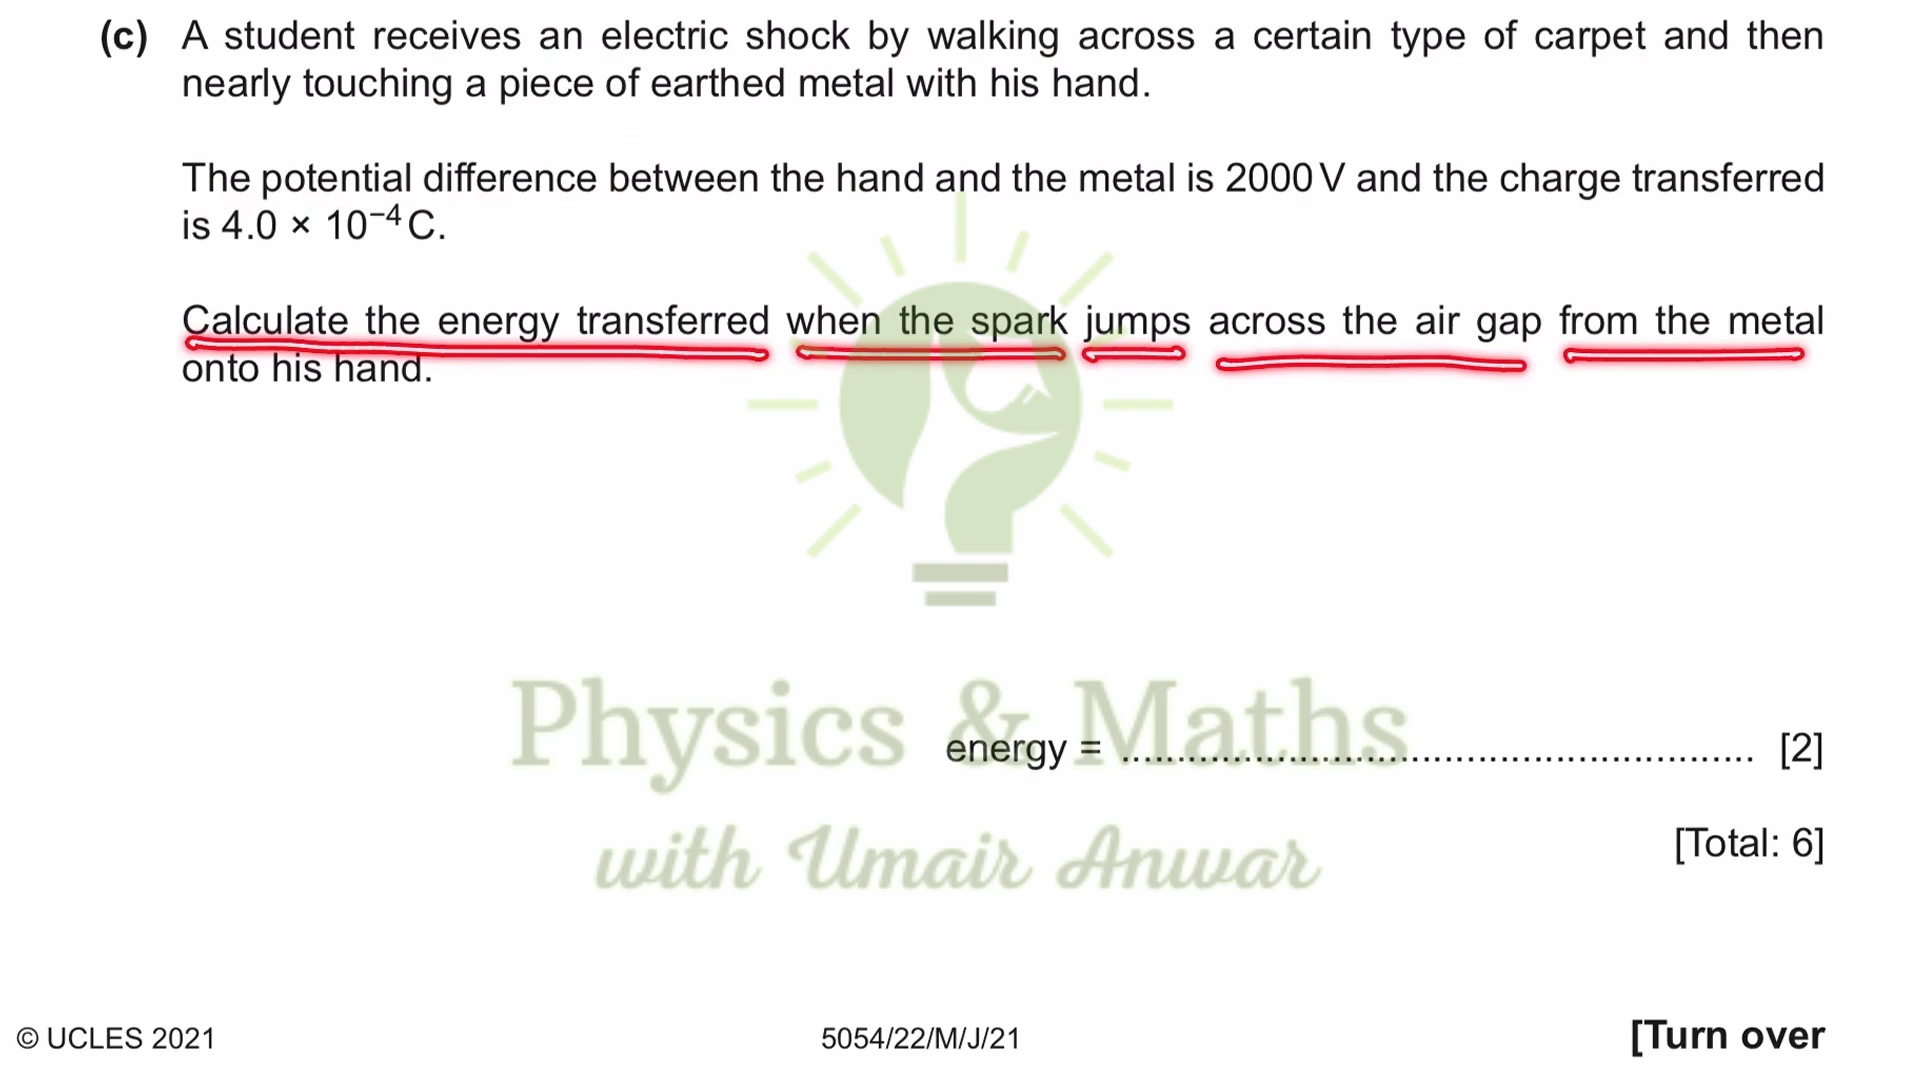 (c) A student receives an electric shock by walking across a certain type of carpet and then
nearly touching a piece of earthed metal with his hand.
The potential difference between the hand and the metal is 2000 V and the charge transferred
is 4.0 × 10⁻⁴ C.
Calculate the energy transferred when the spark jumps across the air gap from the metal
onto his hand.
Physics & Maths
energy = ........................................................ [2]
with Umair Anwar
[Total: 6]
© UCLES 2021
5054/22/M/J/21
[Turn over